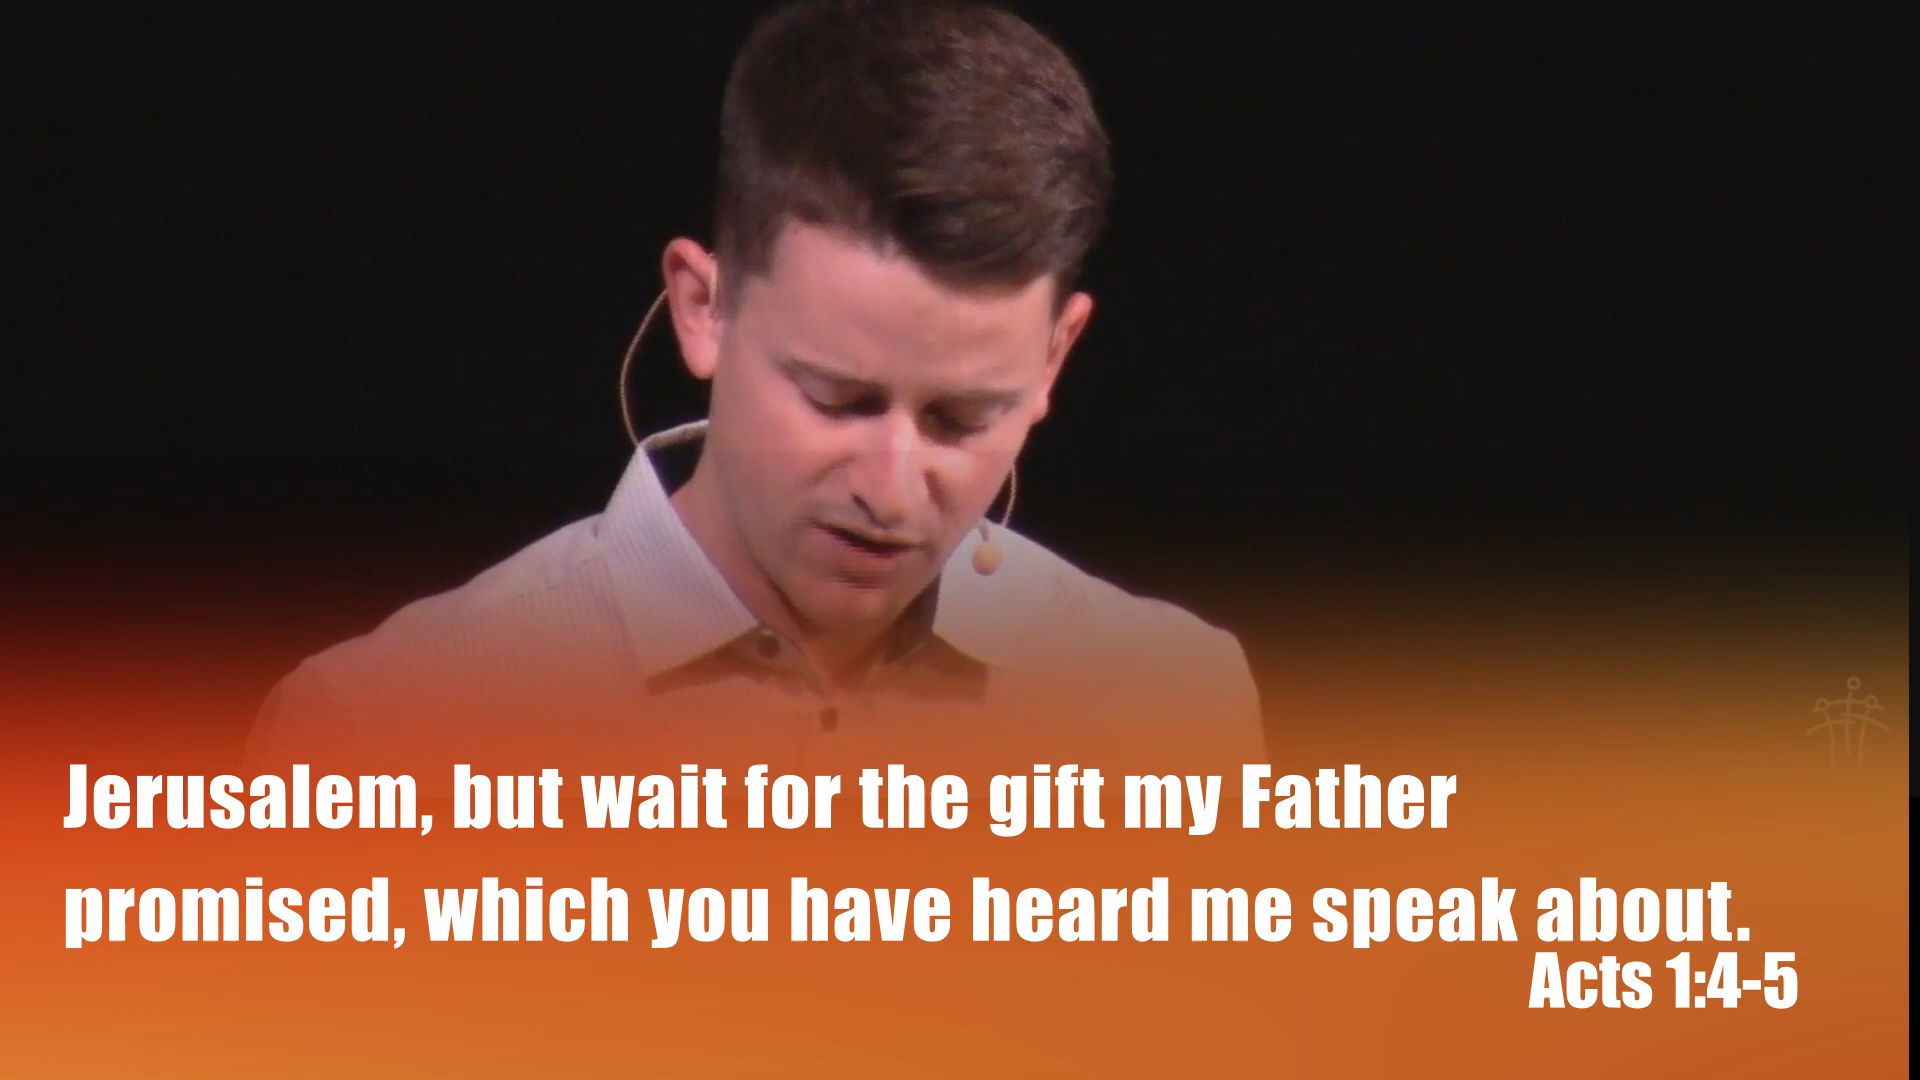 Jerusalem, but wait for the gift my Father
promised, which you have heard me speak about.
Acts 1:4-5